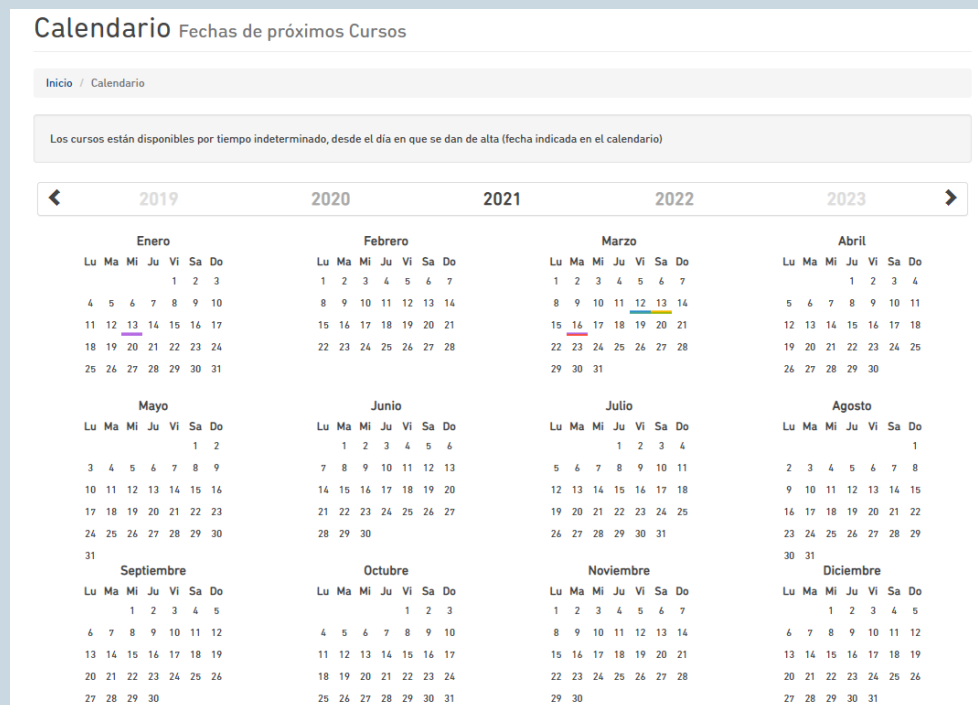 Calendario Fechas de próximos Cursos
Inicio / Calendario
Los cursos están disponibles por tiempo indeterminado, desde el día en que se dan de alta (fecha indicada en el calendario)
2019 2020 2021 2022 2023
Enero
Lu Ma Mi Ju Vi Sa Do
1 2 3
4 5 6 7 8 9 10
11 12 13 14 15 16 17
18 19 20 21 22 23 24
25 26 27 28 29 30 31
Febrero
Lu Ma Mi Ju Vi Sa Do
1 2 3 4 5 6 7
8 9 10 11 12 13 14
15 16 17 18 19 20 21
22 23 24 25 26 27 28
Marzo
Lu Ma Mi Ju Vi Sa Do
1 2 3 4 5 6 7
8 9 10 11 12 13 14
15 16 17 18 19 20 21
22 23 24 25 26 27 28
29 30 31
Abril
Lu Ma Mi Ju Vi Sa Do
1 2 3 4
5 6 7 8 9 10 11
12 13 14 15 16 17 18
19 20 21 22 23 24 25
26 27 28 29 30
Mayo
Lu Ma Mi Ju Vi Sa Do
1 2
3 4 5 6 7 8 9
10 11 12 13 14 15 16
17 18 19 20 21 22 23
24 25 26 27 28 29 30
31
Junio
Lu Ma Mi Ju Vi Sa Do
1 2 3 4 5 6
7 8 9 10 11 12 13
14 15 16 17 18 19 20
21 22 23 24 25 26 27
28 29 30
Julio
Lu Ma Mi Ju Vi Sa Do
1 2 3 4
5 6 7 8 9 10 11
12 13 14 15 16 17 18
19 20 21 22 23 24 25
26 27 28 29 30 31
Agosto
Lu Ma Mi Ju Vi Sa Do
1
2 3 4 5 6 7 8
9 10 11 12 13 14 15
16 17 18 19 20 21 22
23 24 25 26 27 28 29
30 31
Septiembre
Lu Ma Mi Ju Vi Sa Do
1 2 3 4 5
6 7 8 9 10 11 12
13 14 15 16 17 18 19
20 21 22 23 24 25 26
27 28 29 30
Octubre
Lu Ma Mi Ju Vi Sa Do
1 2 3
4 5 6 7 8 9 10
11 12 13 14 15 16 17
18 19 20 21 22 23 24
25 26 27 28 29 30 31
Noviembre
Lu Ma Mi Ju Vi Sa Do
1 2 3 4 5 6 7
8 9 10 11 12 13 14
15 16 17 18 19 20 21
22 23 24 25 26 27 28
29 30
Diciembre
Lu Ma Mi Ju Vi Sa Do
1 2 3 4 5
6 7 8 9 10 11 12
13 14 15 16 17 18 19
20 21 22 23 24 25 26
27 28 29 30 31